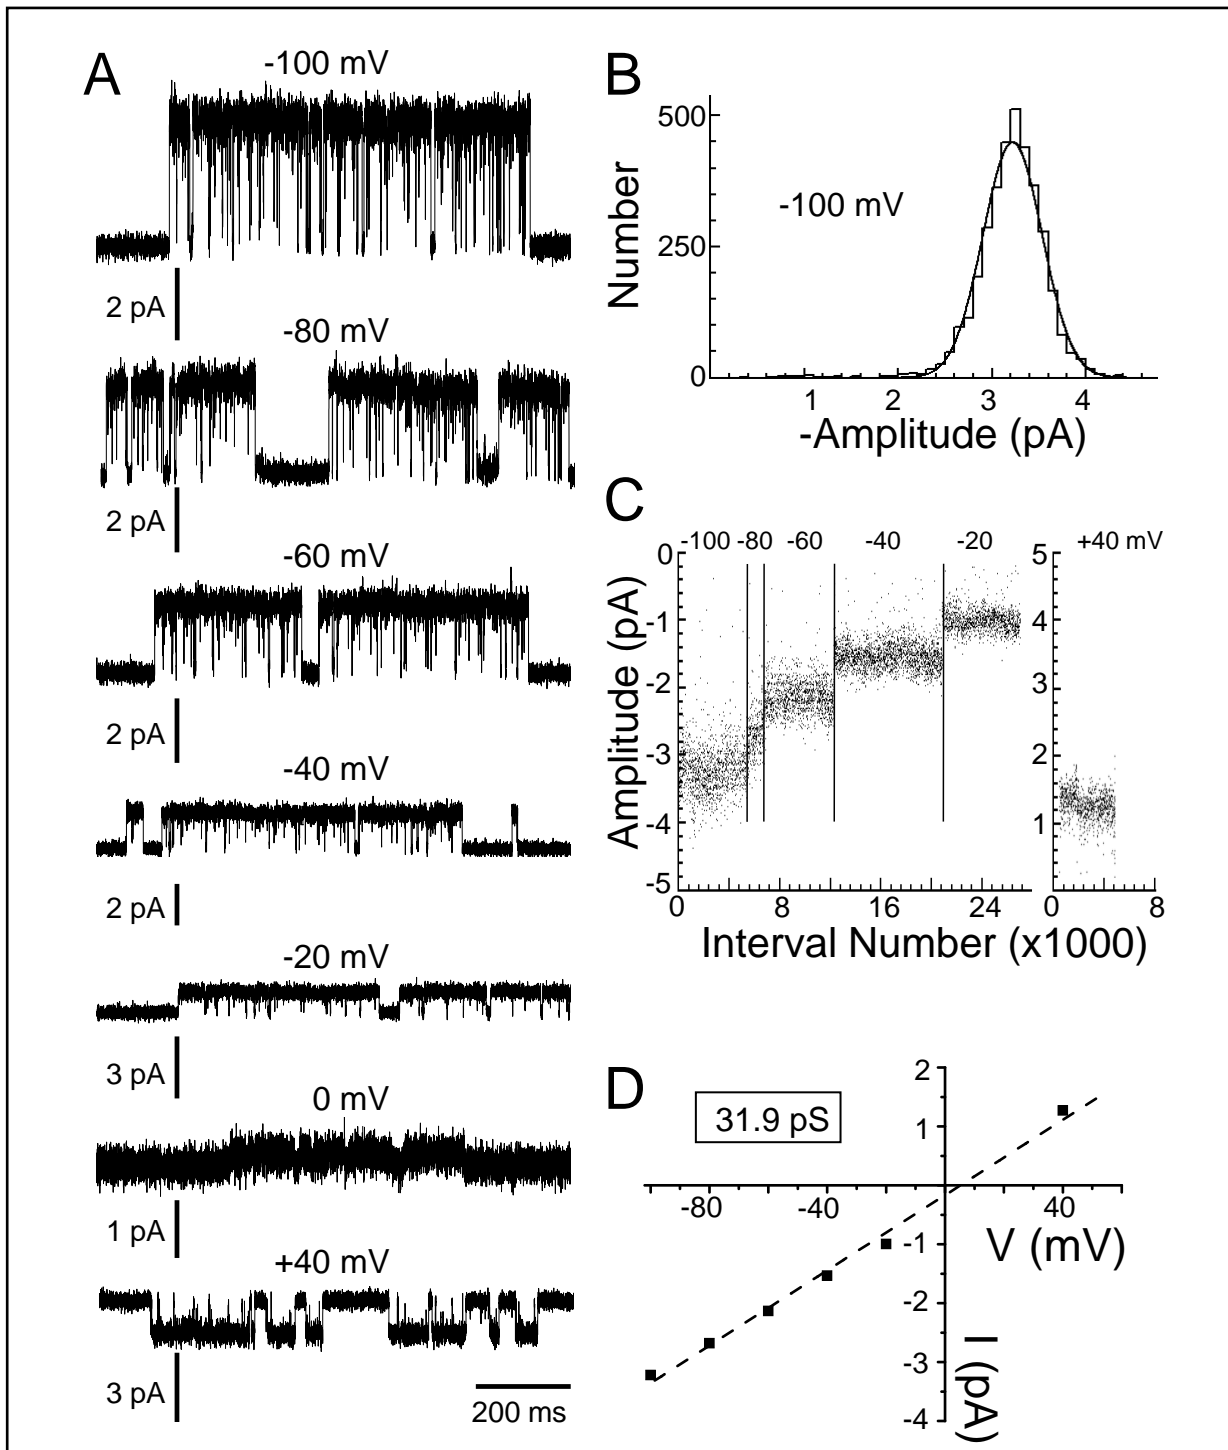 A
-100 mV
2 pA
-80 mV
2 pA
-60 mV
2 pA
-40 mV
2 pA
-20 mV
3 pA
0 mV
1 pA
+40 mV
3 pA
200 ms
B
500
250
0
Number
-100 mV
1 2 3 4
-Amplitude (pA)
C
-100 -80 -60 -40 -20 +40 mV
0
-1
-2
-3
-4
-5
Amplitude (pA)
5
4
3
2
1
0 8 16 24 0 8
Interval Number (x1000)
D
31.9 pS
2
1
-80 -40 40
V (mV)
-1
-2
-3
-4
I (pA)